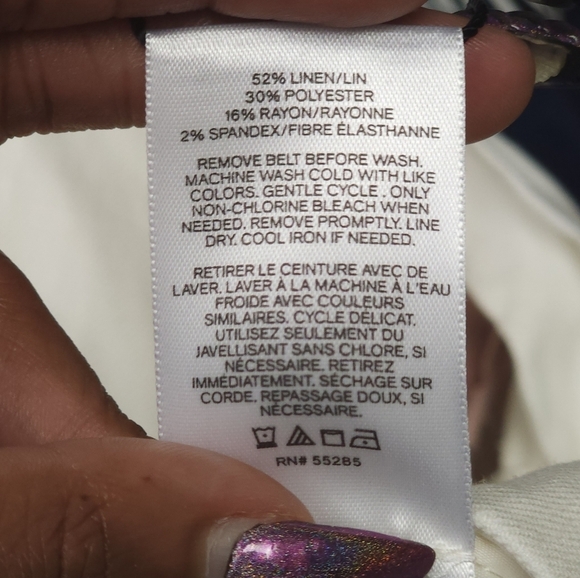 52% LINEN/LIN
30% POLYESTER
16% RAYON/RAYONNE
2% SPANDEX/FIBRE ÉLASTHANNE
REMOVE BELT BEFORE WASH.
MACHINE WASH COLD WITH LIKE
COLORS. GENTLE CYCLE . ONLY
NON-CHLORINE BLEACH WHEN
NEEDED. REMOVE PROMPTLY. LINE
DRY. COOL IRON IF NEEDED.
RETIRER LE CEINTURE AVEC DE
LAVER. LAVER À LA MACHINE À L'EAU
FROIDE AVEC COULEURS
SIMILAIRES. CYCLE DÉLICAT.
UTILISEZ SEULEMENT DU
JAVELLISANT SANS CHLORE, SI
NÉCESSAIRE. RETIREZ
IMMÉDIATEMENT. SÉCHAGE SUR
CORDE. REPASSAGE DOUX, SI
NÉCESSAIRE.
RN# 55285